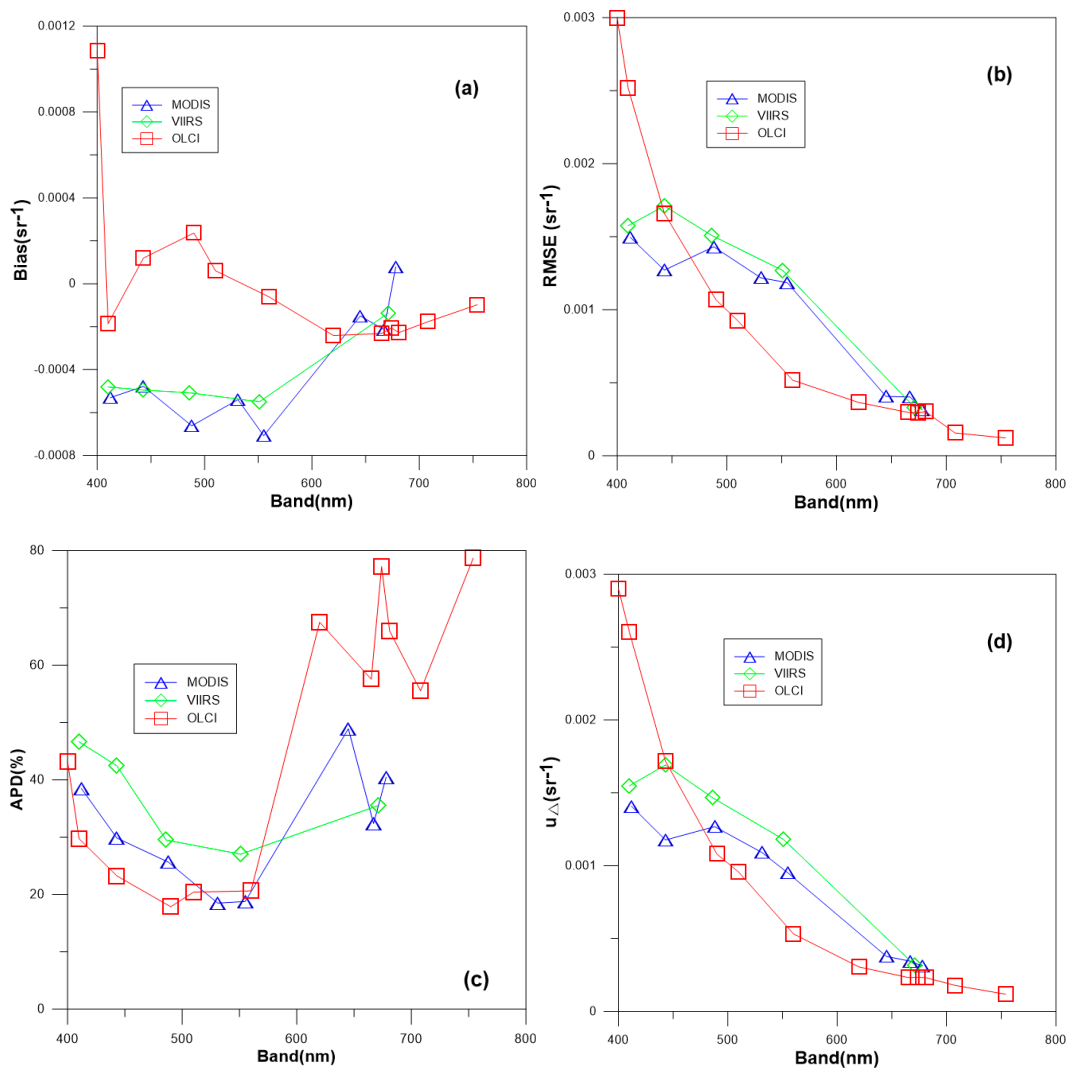 0.0012
0.0008
0.0004
0
-0.0004
-0.0008
Bias(sr-1)
400
500
600
700
800
Band(nm)
MODIS
VIIRS
OLCI
(a)
0.003
0.002
0.001
0
RMSE (sr-1)
400
500
600
700
800
Band(nm)
MODIS
VIIRS
OLCI
(b)
80
60
40
20
0
APD(%)
400
500
600
700
800
Band(nm)
MODIS
VIIRS
OLCI
(c)
0.003
0.002
0.001
0
u△(sr-1)
400
500
600
700
800
Band(nm)
MODIS
VIIRS
OLCI
(d)